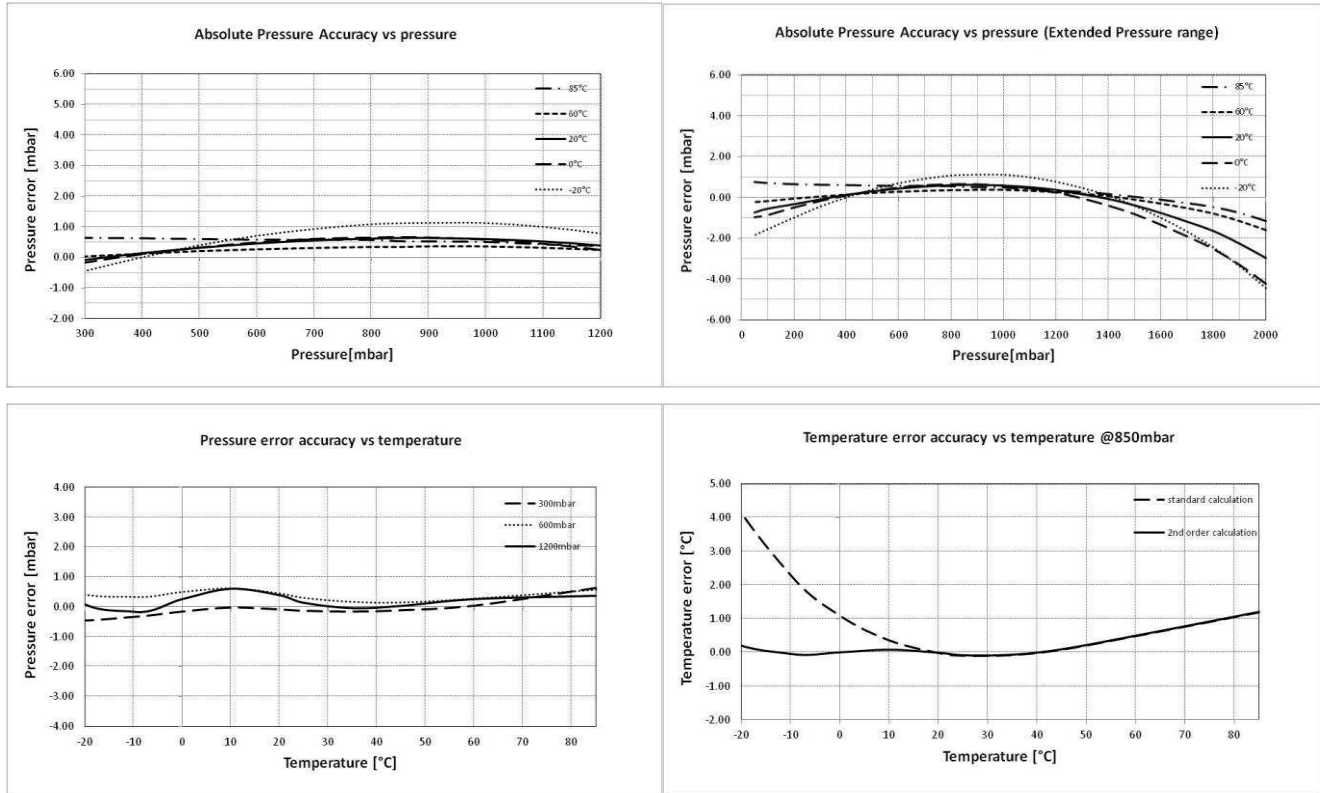 Absolute Pressure Accuracy vs pressure
Pressure error [mbar]
6.00
5.00
4.00
3.00
2.00
1.00
0.00
-1.00
-2.00
85°C
60°C
20°C
0°C
-20°C
300 400 500 600 700 800 900 1000 1100 1200
Pressure[mbar]
Absolute Pressure Accuracy vs pressure (Extended Pressure range)
Pressure error [mbar]
6.00
4.00
2.00
0.00
-2.00
-4.00
-6.00
85°C
60°C
20°C
0°C
-20°C
0 200 400 600 800 1000 1200 1400 1600 1800 2000
Pressure[mbar]
Pressure error accuracy vs temperature
Pressure error [mbar]
4.00
3.00
2.00
1.00
0.00
-1.00
-2.00
-3.00
-4.00
300mbar
600mbar
1200mbar
-20 -10 0 10 20 30 40 50 60 70 80
Temperature [°C]
Temperature error accuracy vs temperature @850mbar
Temperature error [°C]
5.00
4.00
3.00
2.00
1.00
0.00
-1.00
-2.00
standard calculation
2nd order calculation
-20 -10 0 10 20 30 40 50 60 70 80
Temperature [°C]